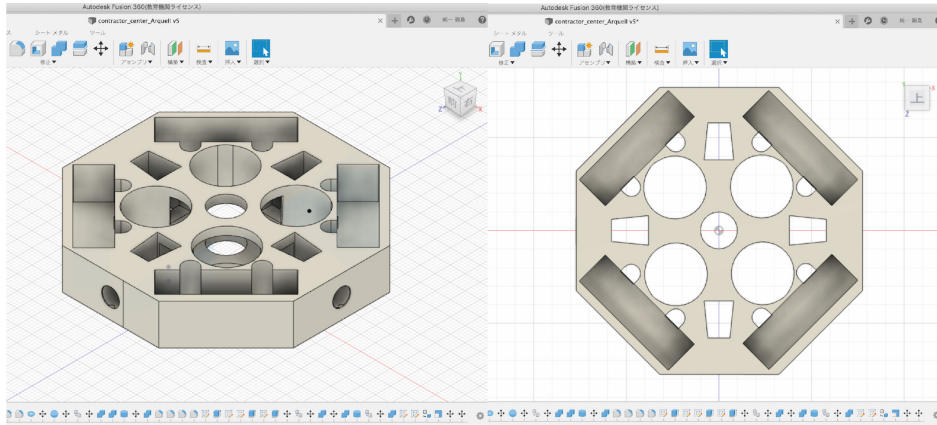 Autodesk Fusion 360(教育機関ライセンス)
contractor_center_Arquell v5
シートメタル
ツール
修正▼
アセンブリ▼
構築▼
検査▼
挿入▼
選択▼
Y
上
前
右
Z
X
Autodesk Fusion 360(教育機関ライセンス)
contractor_center_Arquell v5*
シートメタル
ツール
修正▼
アセンブリ▼
構築▼
検査▼
挿入▼
選択▼
上
X
Z